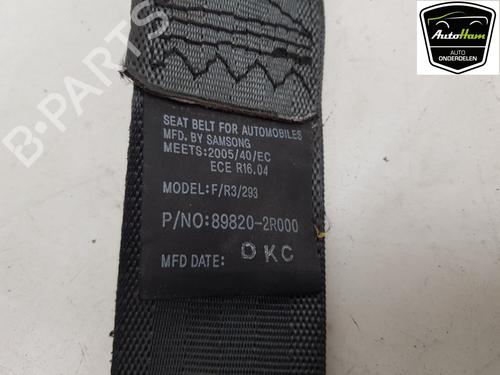 AutoHam
AUTO
ONDERDELEN
SEAT BELT FOR AUTOMOBILES
MFD. BY SAMSONG
MEETS:2005/40/EC
ECE R16.04
MODEL:F/R3/293
P/NO:89820-2R000
MFD DATE: DKC